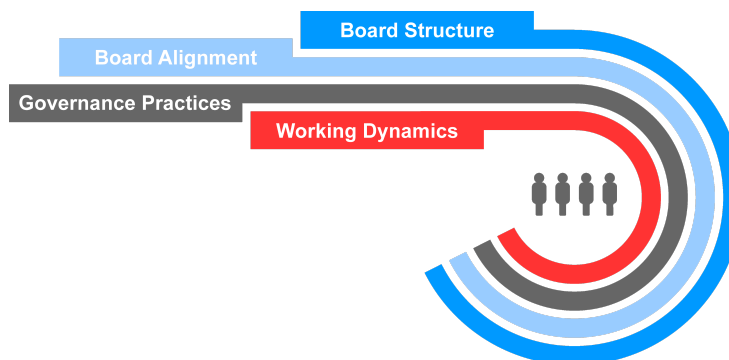 Board Structure
Board Alignment
Governance Practices
Working Dynamics